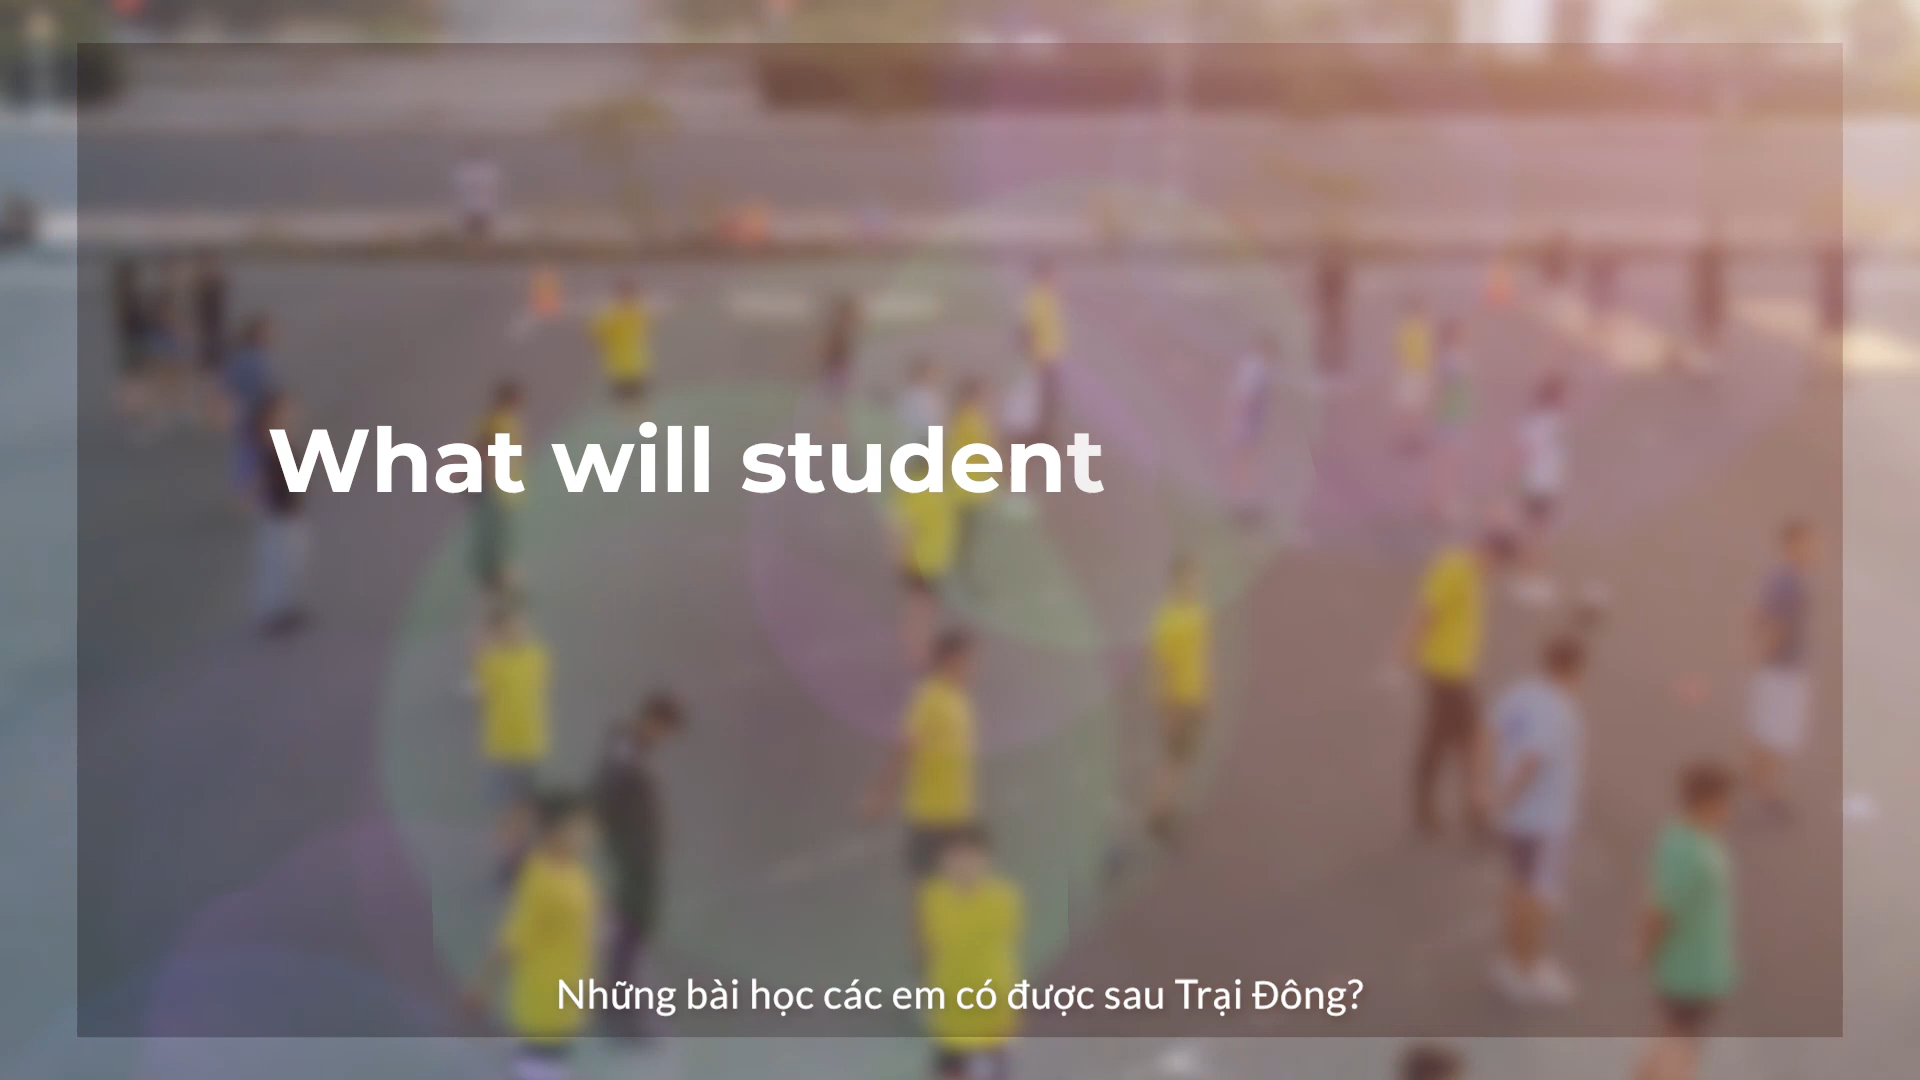 What will student
Những bài học các em có được sau Trại Đông?